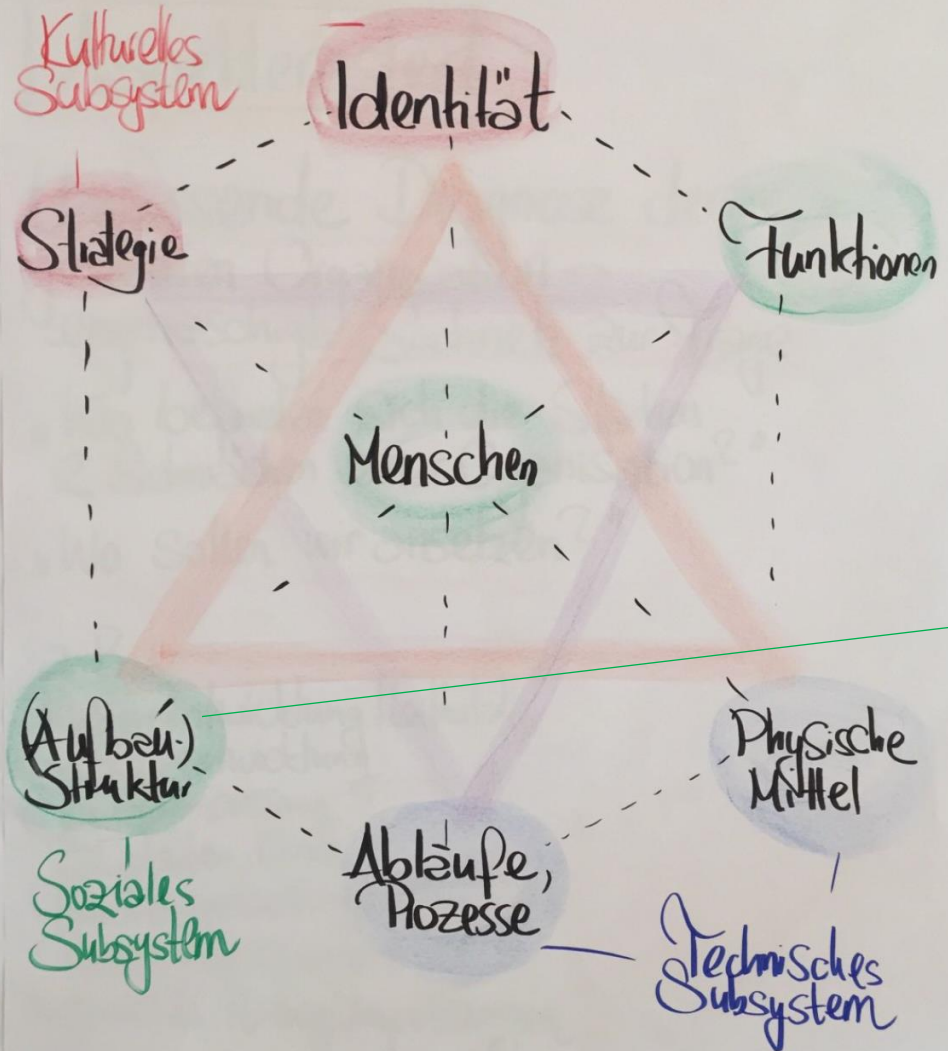 Kulturelles
Subsystem
Identität
Strategie
Funktionen
Menschen
(Aufbau-)
Struktur
Physische
Mittel
Abläufe,
Prozesse
Soziales
Subsystem
Technisches
Subsystem